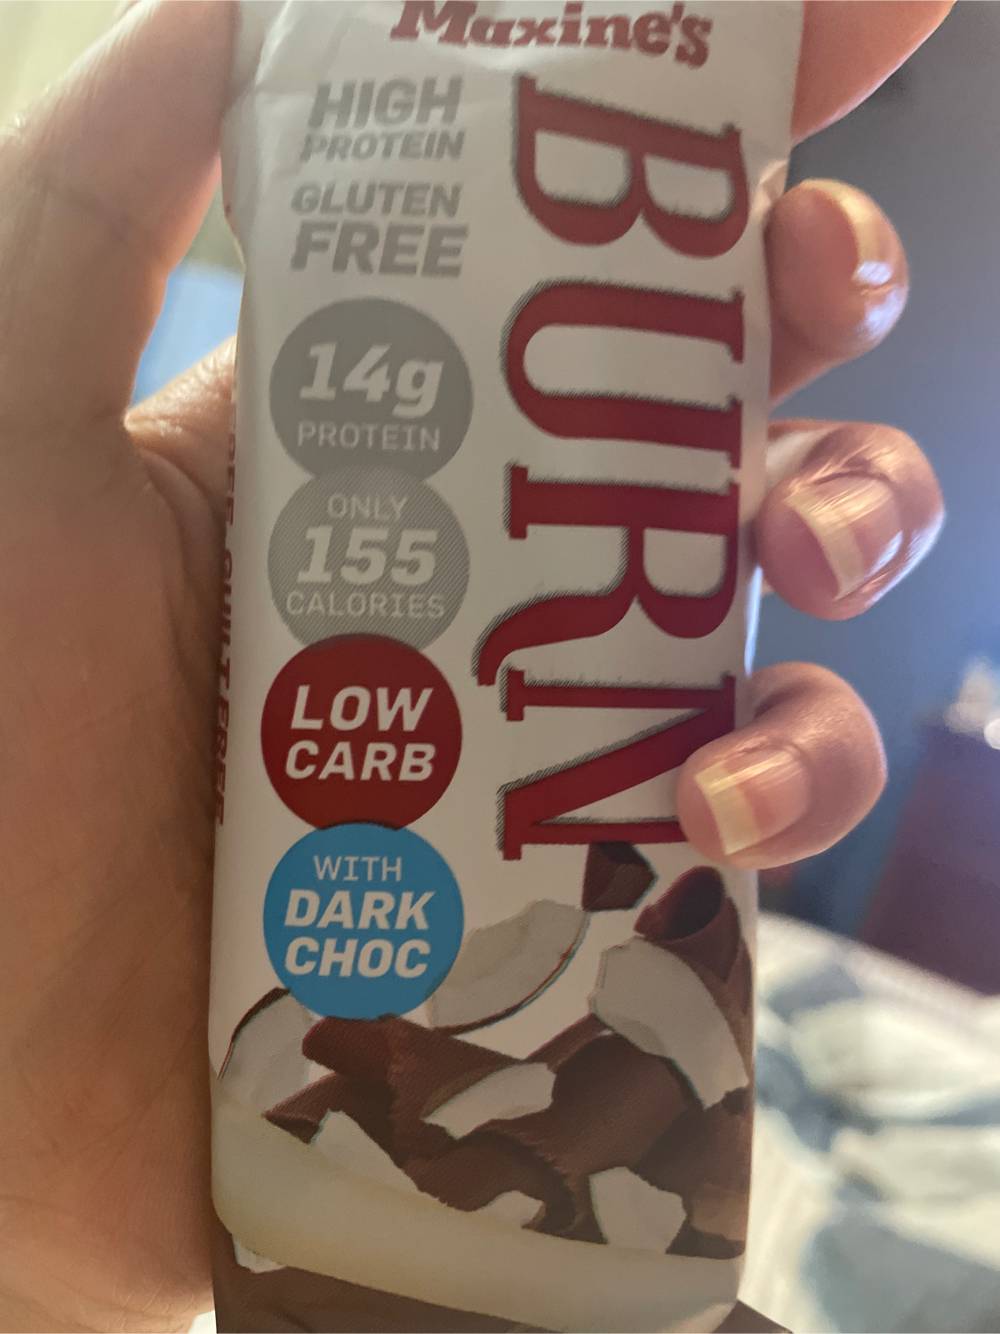 Maxine's
BURN
HIGH
PROTEIN
GLUTEN
FREE
14g
PROTEIN
ONLY
155
CALORIES
LOW
CARB
WITH
DARK
CHOC